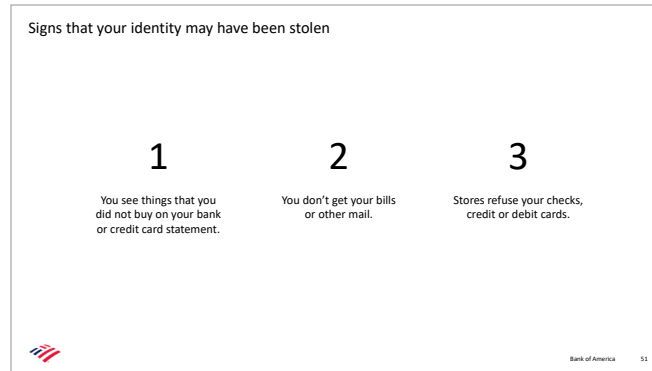 Signs that your identity may have been stolen
1
You see things that you
did not buy on your bank
or credit card statement.
2
You don’t get your bills
or other mail.
3
Stores refuse your checks,
credit or debit cards.
Bank of America 51